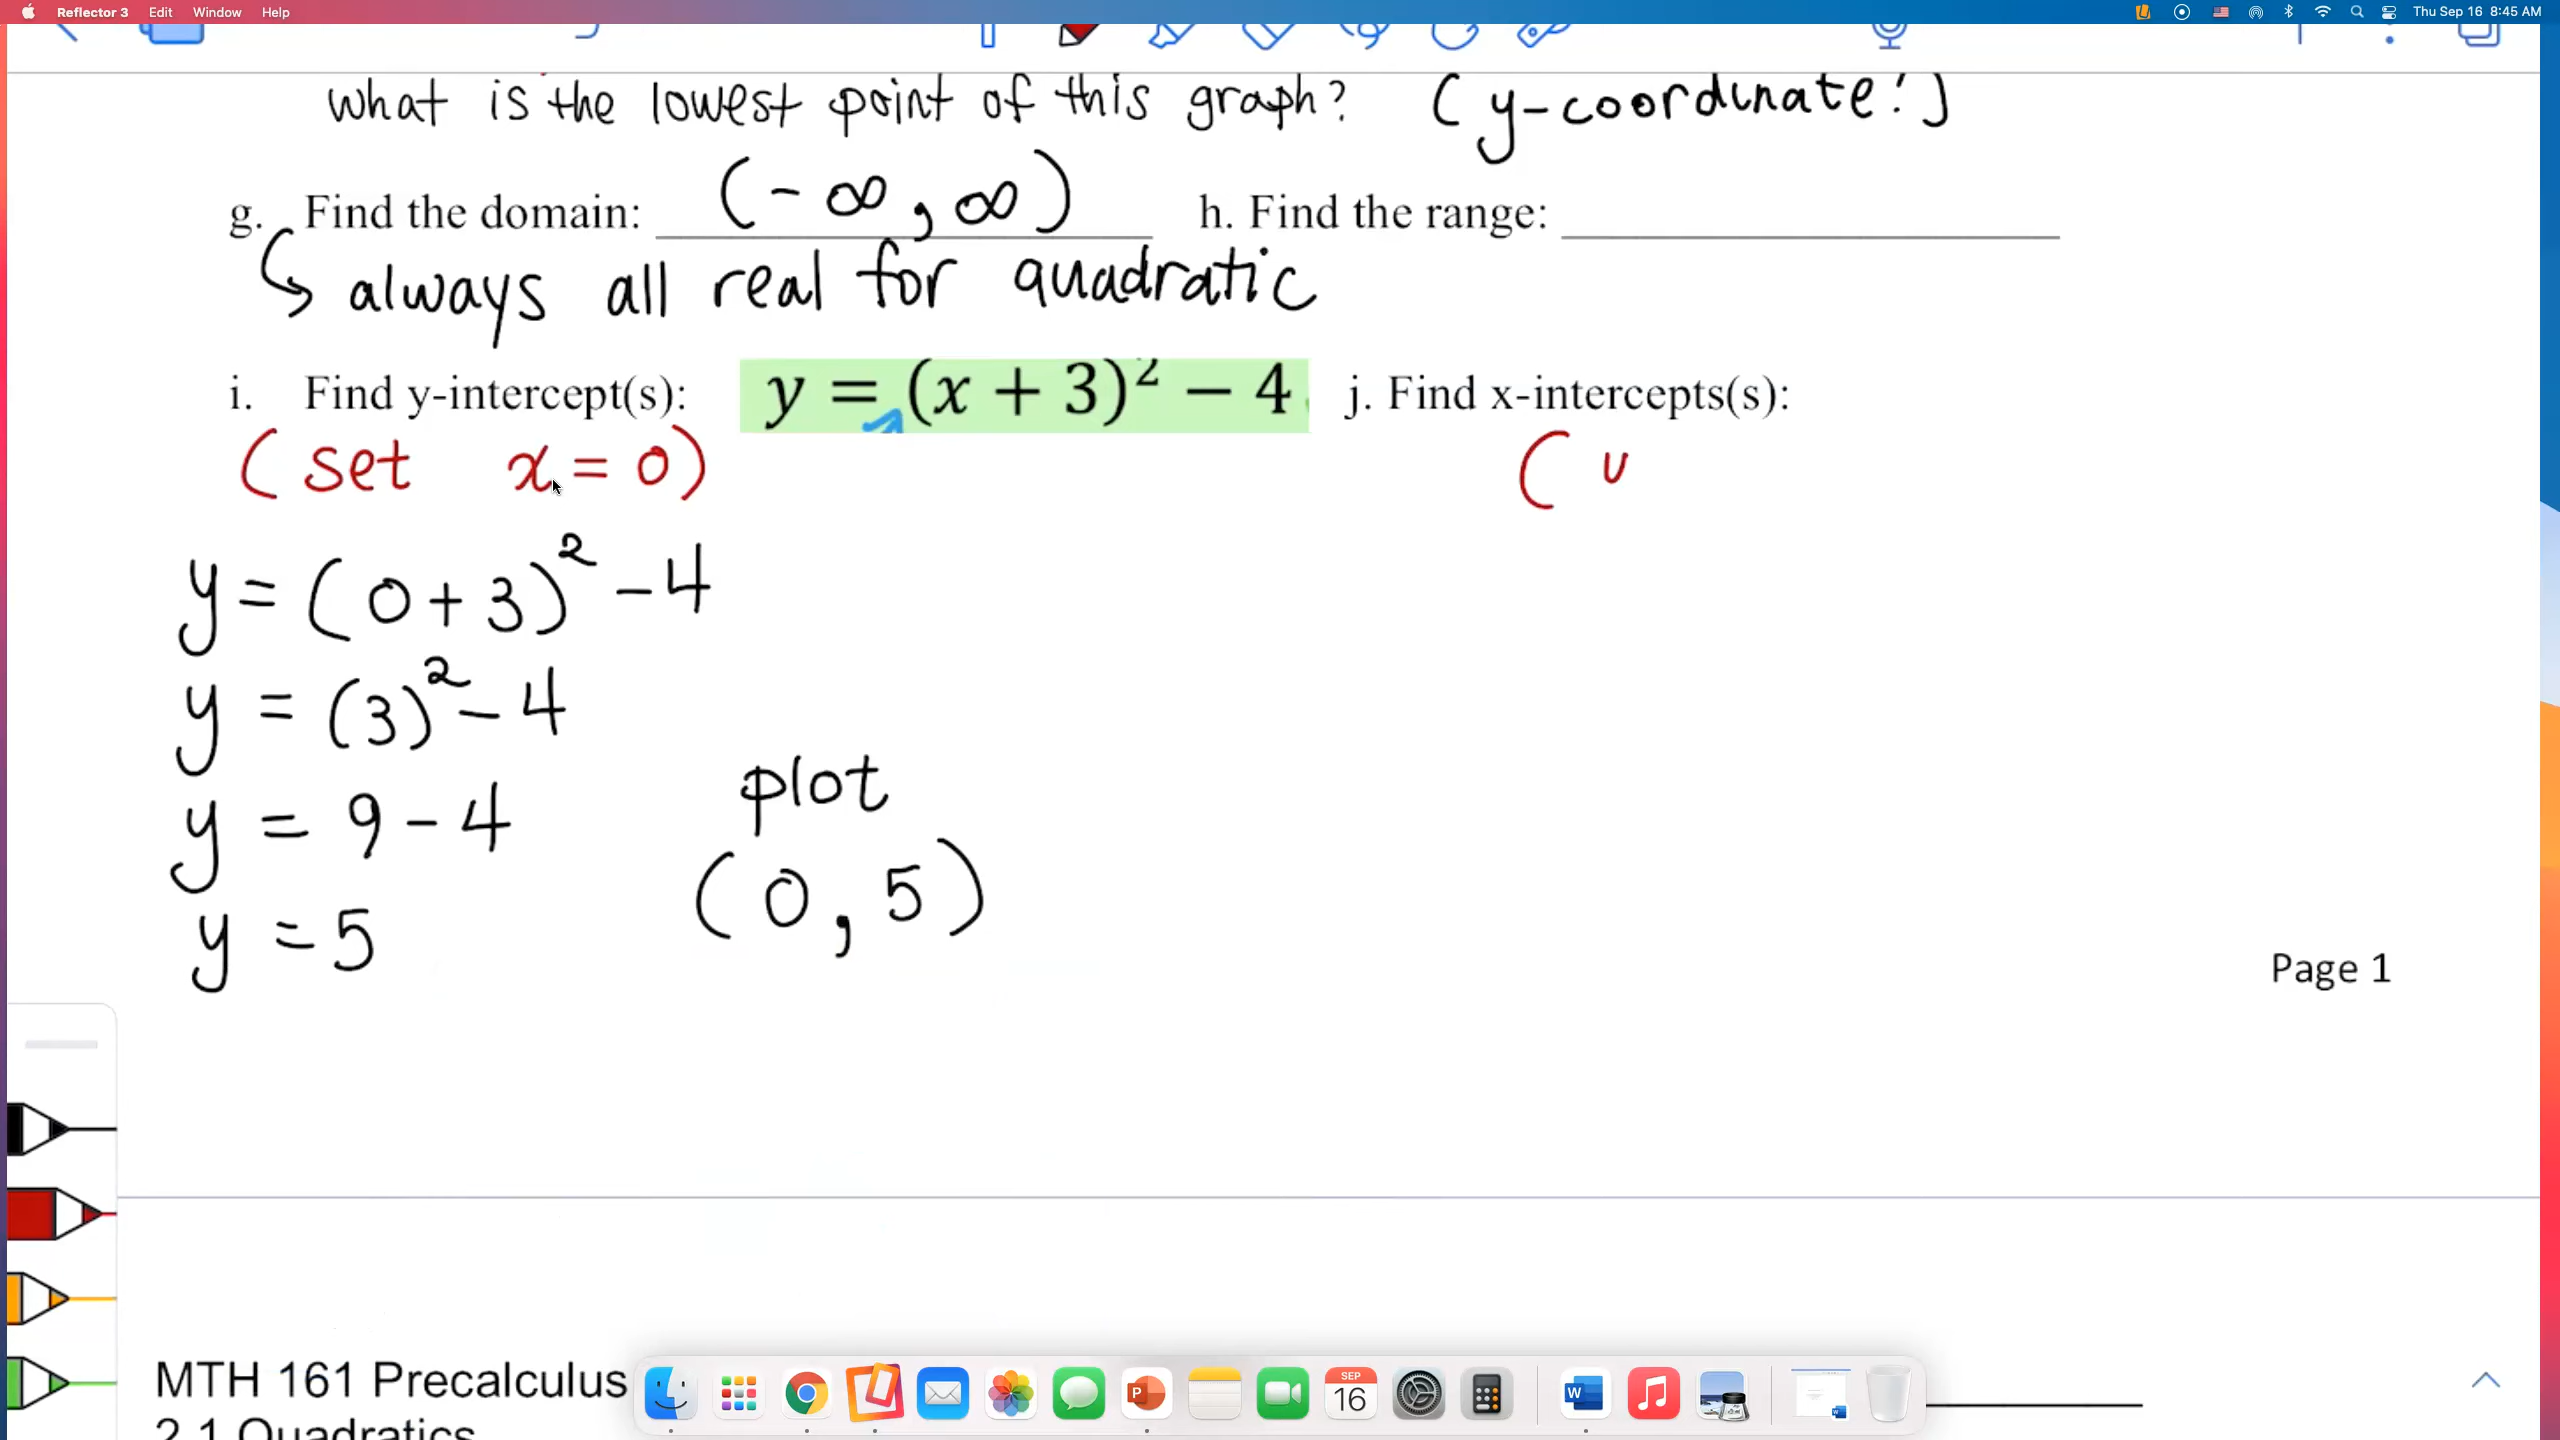 Reflector 3 Edit Window Help Thu Sep 16 8:45 AM
what is the lowest point of this graph? (y-coordinate!)
g. Find the domain: (-∞, ∞) h. Find the range:
always all real for quadratic
i. Find y-intercept(s): y = (x + 3)² − 4 j. Find x-intercepts(s):
( set x = 0 )
y = (0+3)² - 4
y = (3)² - 4
y = 9 - 4
plot
(0, 5)
y = 5
Page 1
MTH 161 Precalculus
2.1 Quadratics
SEP
16